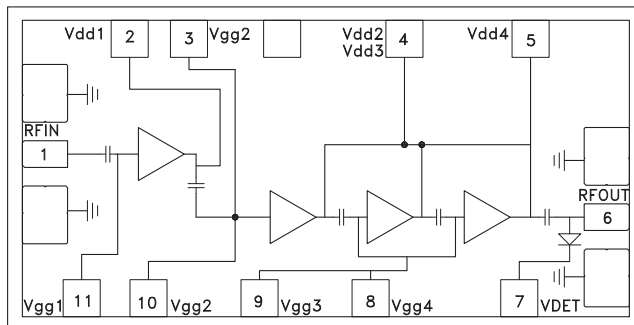 Vdd1 2 3 Vgg2 Vdd2 4 Vdd4 5
Vdd3
RFIN
1
RFOUT
6
Vgg1 11 10 Vgg2 9 Vgg3 8 Vgg4 7 VDET